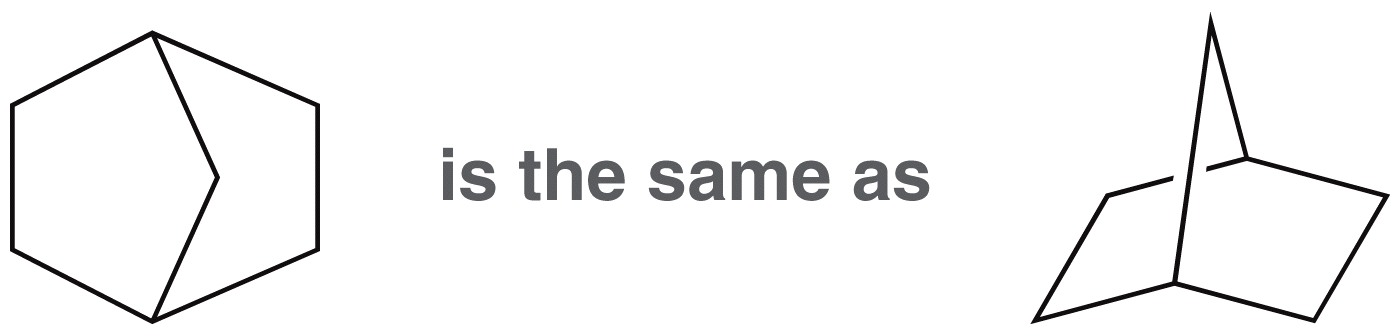 is the same as